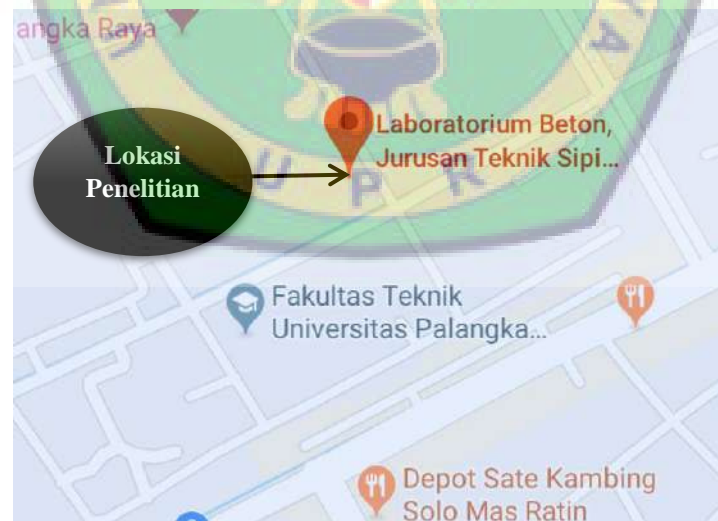 angka Raya
Laboratorium Beton,
Jurusan Teknik Sipi...
Lokasi
Penelitian
U P R
Fakultas Teknik
Universitas Palangka...
Depot Sate Kambing
Solo Mas Ratin